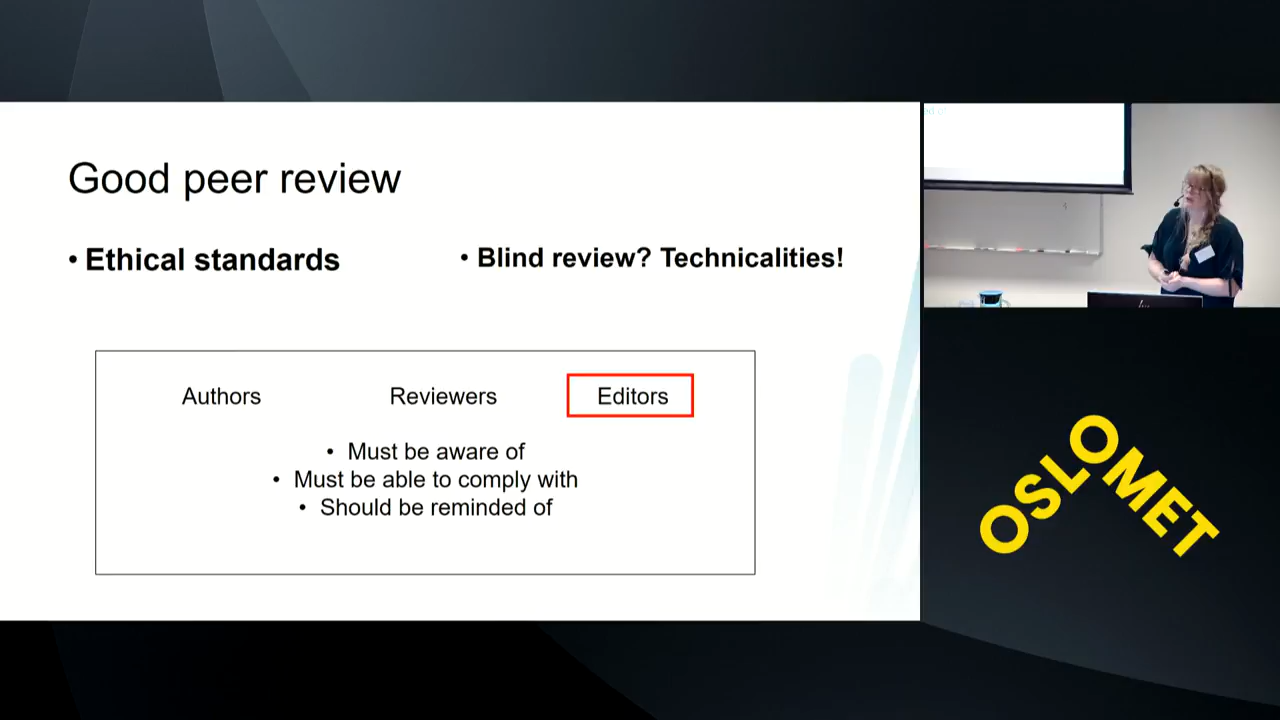 Good peer review
• Ethical standards
• Blind review? Technicalities!
Authors
Reviewers
Editors
• Must be aware of
• Must be able to comply with
• Should be reminded of
OSLOMET